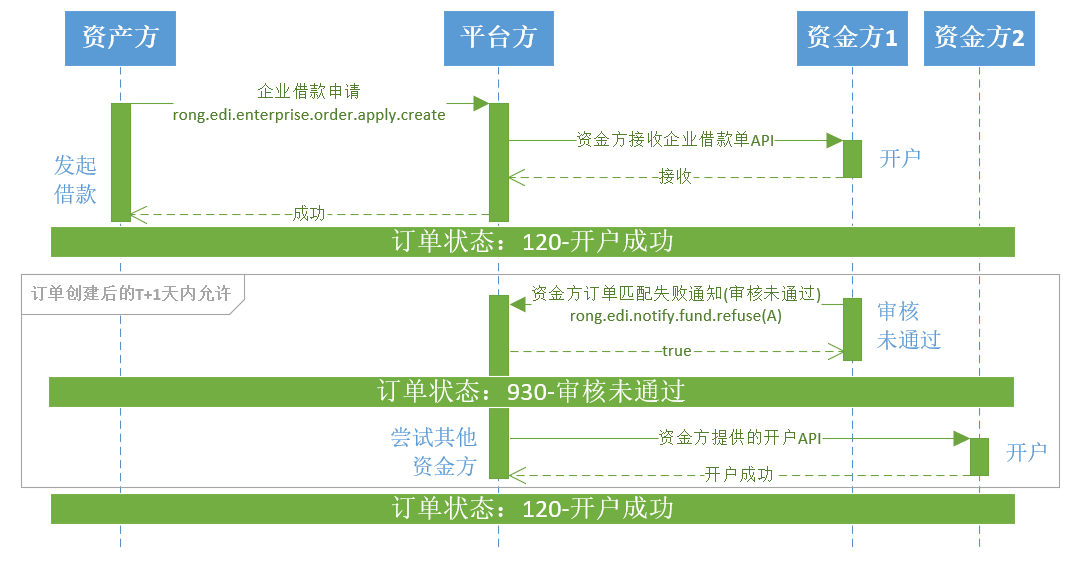 资产方
平台方
资金方1
资金方2
企业借款申请
rong.edi.enterprise.order.apply.create
资金方接收企业借款单API
发起
借款
开户
接收
成功
订单状态：120-开户成功
订单创建后的T+1天内允许
资金方订单匹配失败通知(审核未通过)
rong.edi.notify.fund.refuse(A)
审核
未通过
true
订单状态：930-审核未通过
尝试其他
资金方
资金方提供的开户API
开户
开户成功
订单状态：120-开户成功